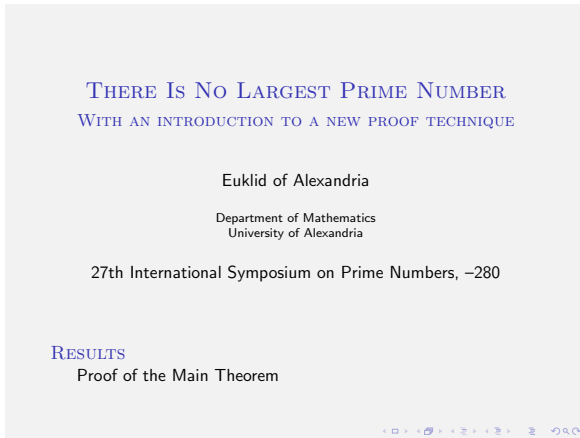 There Is No Largest Prime Number
With an introduction to a new proof technique
Euklid of Alexandria
Department of Mathematics
University of Alexandria
27th International Symposium on Prime Numbers, –280
Results
Proof of the Main Theorem